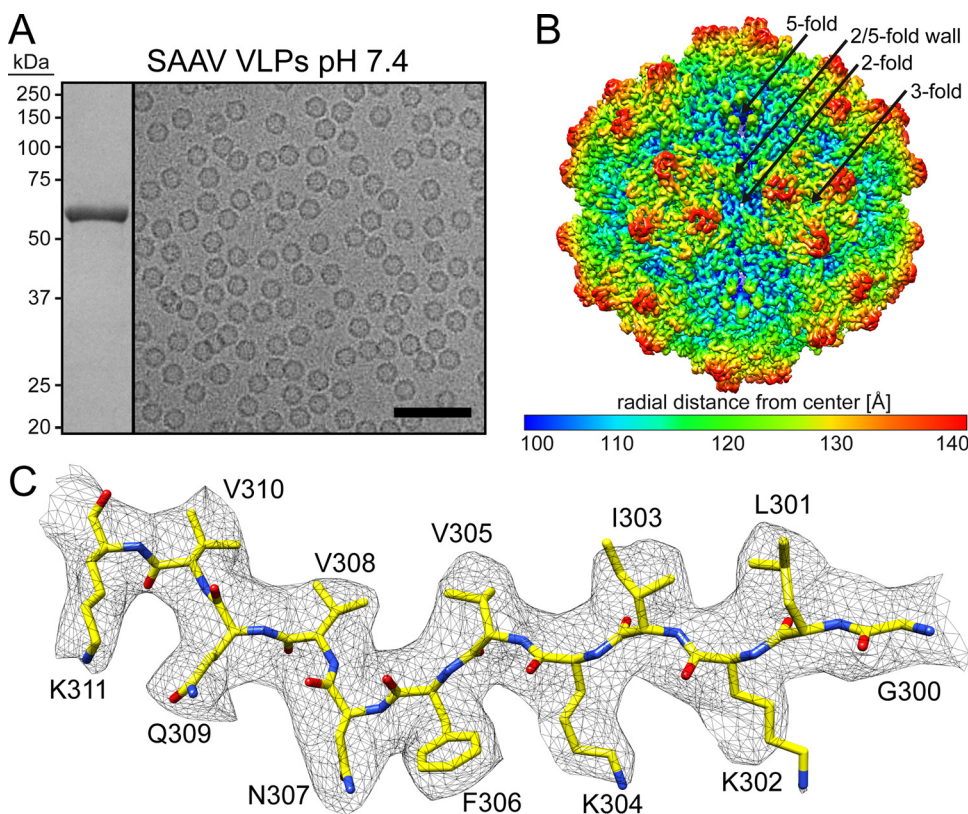 A
kDa
SAAV VLPs pH 7.4
250
150
100
75
50
37
25
20
B
5-fold
2/5-fold wall
2-fold
3-fold
radial distance from center [Å]
100 110 120 130 140
C
V310
V308
V305
I303
L301
K311
Q309
N307
F306
K304
K302
G300